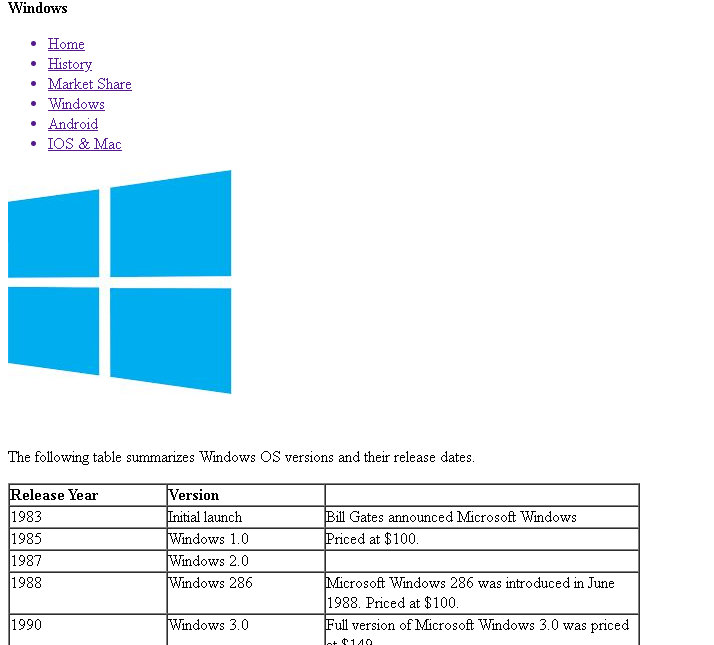 Windows
Home
History
Market Share
Windows
Android
IOS & Mac
The following table summarizes Windows OS versions and their release dates.
Release Year Version
1983 Initial launch Bill Gates announced Microsoft Windows
1985 Windows 1.0 Priced at $100.
1987 Windows 2.0
1988 Windows 286 Microsoft Windows 286 was introduced in June
1988. Priced at $100.
1990 Windows 3.0 Full version of Microsoft Windows 3.0 was priced
at $149